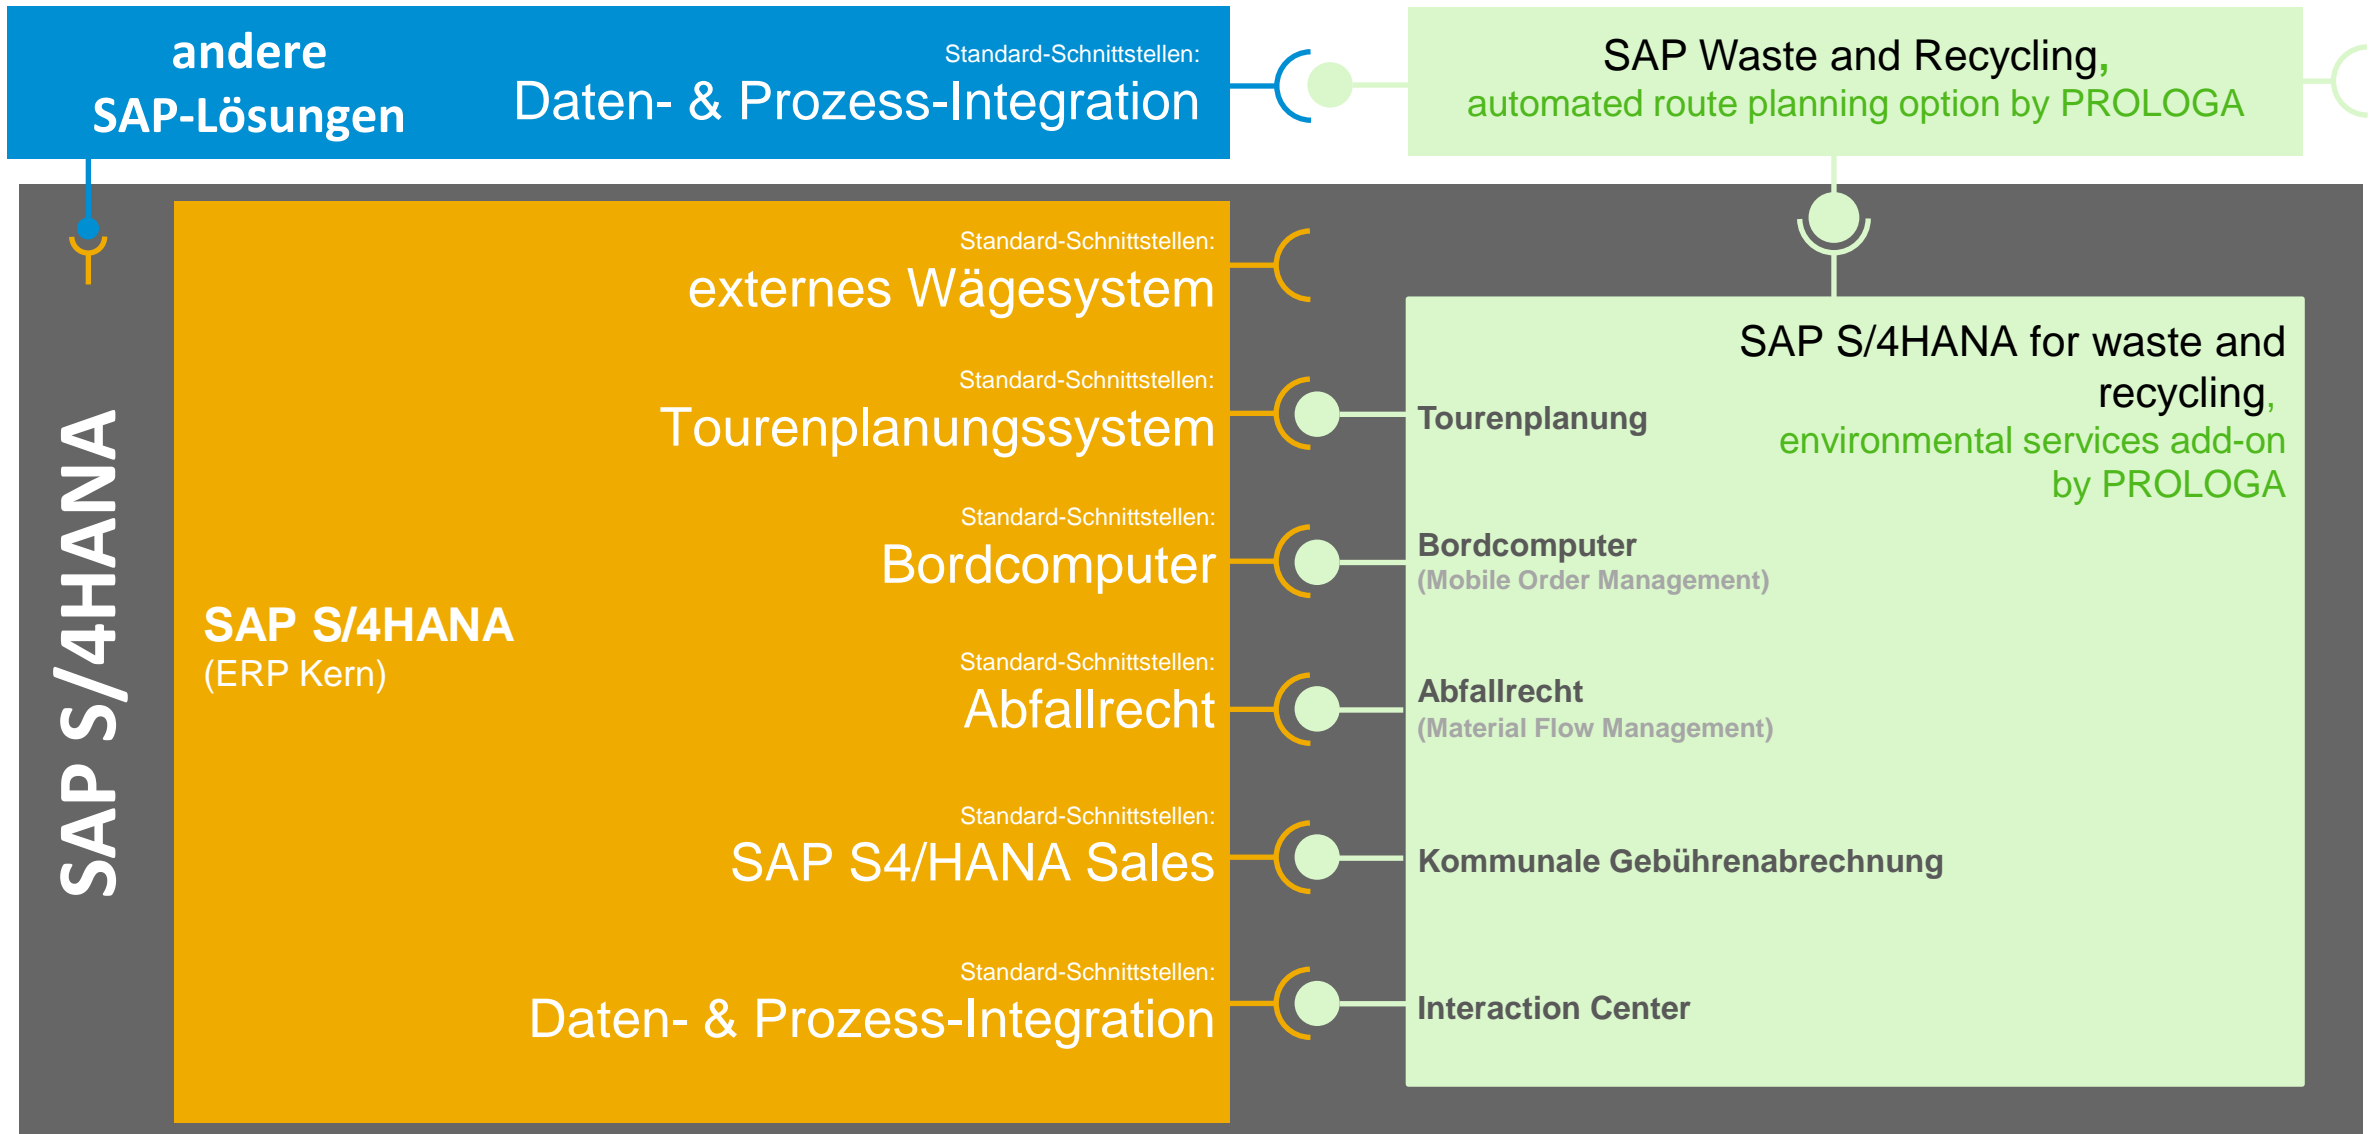 andere
SAP-Lösungen
Standard-Schnittstellen:
Daten- & Prozess-Integration
SAP Waste and Recycling,
automated route planning option by PROLOGA
SAP S/4HANA
SAP S/4HANA
(ERP Kern)
Standard-Schnittstellen:
externes Wägesystem
Standard-Schnittstellen:
Tourenplanungssystem
Standard-Schnittstellen:
Bordcomputer
Standard-Schnittstellen:
Abfallrecht
Standard-Schnittstellen:
SAP S4/HANA Sales
Standard-Schnittstellen:
Daten- & Prozess-Integration
SAP S/4HANA for waste and
recycling,
environmental services add-on
by PROLOGA
Tourenplanung
Bordcomputer
(Mobile Order Management)
Abfallrecht
(Material Flow Management)
Kommunale Gebührenabrechnung
Interaction Center